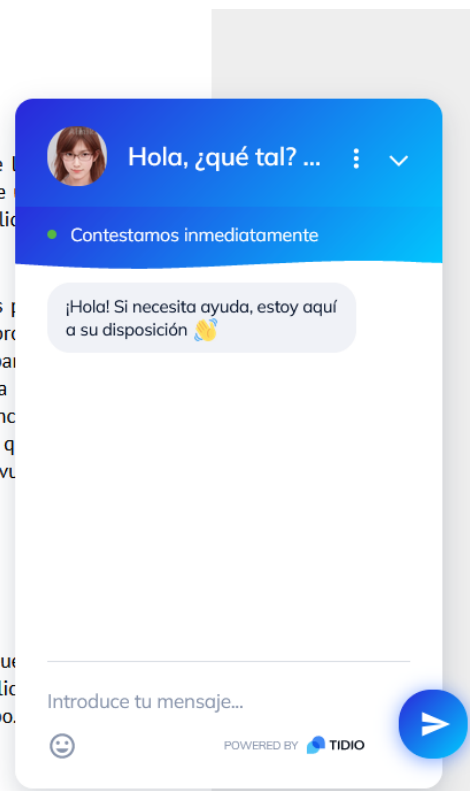 Hola, ¿qué tal? ...
Contestamos inmediatamente
¡Hola! Si necesita ayuda, estoy aquí
a su disposición 👋
Introduce tu mensaje...
POWERED BY TIDIO